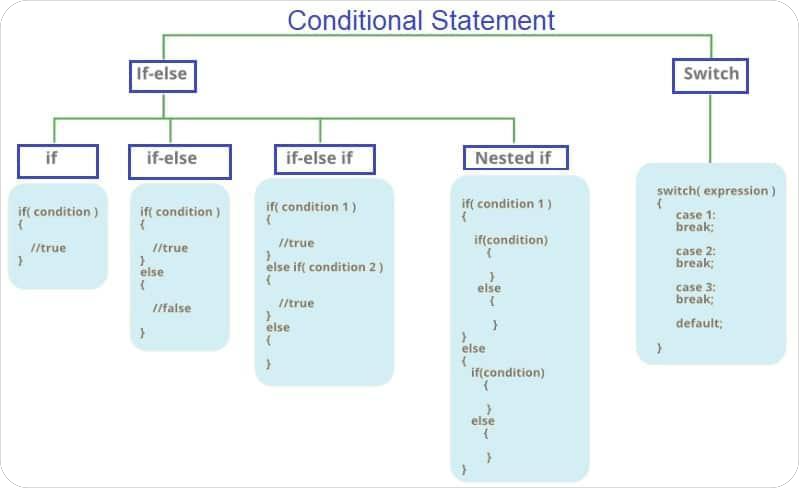 Conditional Statement
If-else
Switch
if
if-else
if-else if
Nested if
if( condition )
{
//true
}
if( condition )
{
//true
}
else
{
//false
}
if( condition 1 )
{
//true
}
else if( condition 2 )
{
//true
}
else
{
}
if( condition 1 )
{
if(condition)
{
}
else
{
}
}
else
{
if(condition)
{
}
else
{
}
}
switch( expression )
{
case 1:
break;
case 2:
break;
case 3:
break;
default;
}